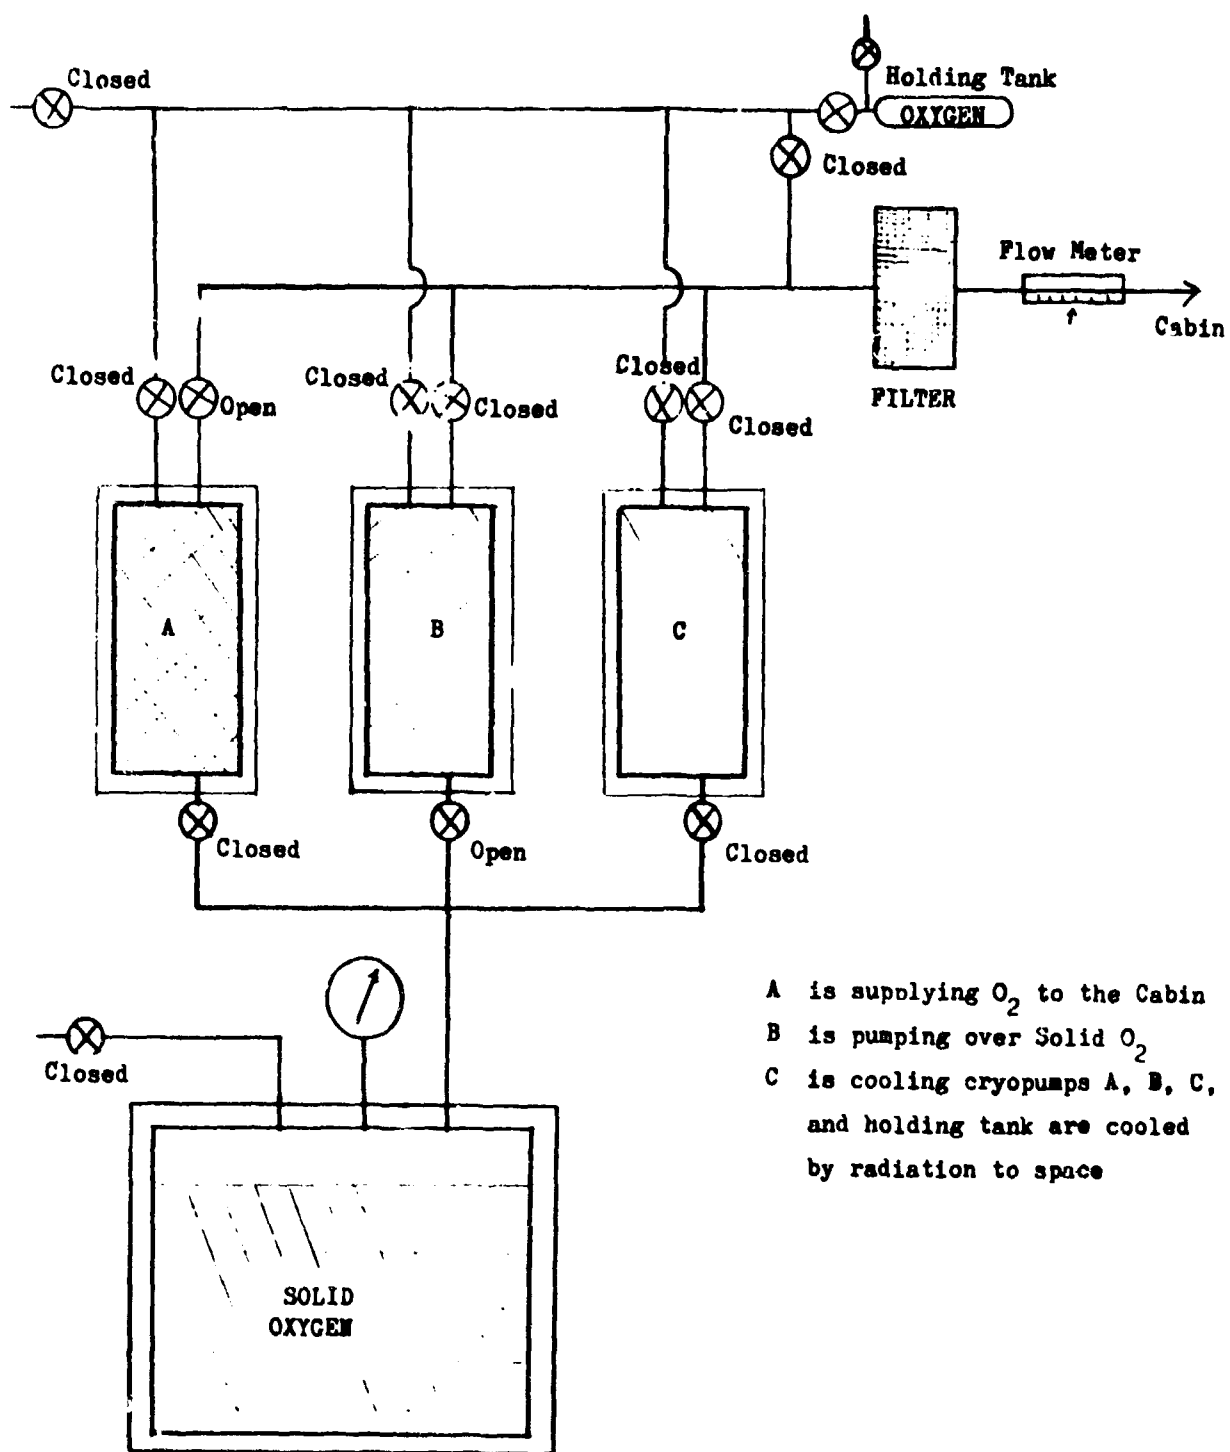 Closed
Holding Tank
OXYGEN
Closed
Flow Meter
Cabin
FILTER
Closed
Open
Closed
Closed
Closed
Closed
A
B
C
Closed
Open
Closed
A is supplying O₂ to the Cabin
B is pumping over Solid O₂
C is cooling cryopumps A, B, C,
and holding tank are cooled
by radiation to space
Closed
SOLID
OXYGEN